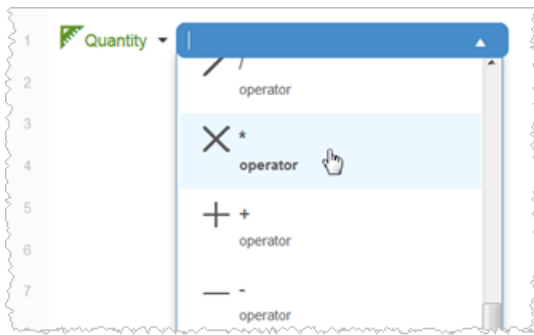 1 Quantity
/
2 operator
3 *
4 operator
5 +
6 operator
7 -
operator